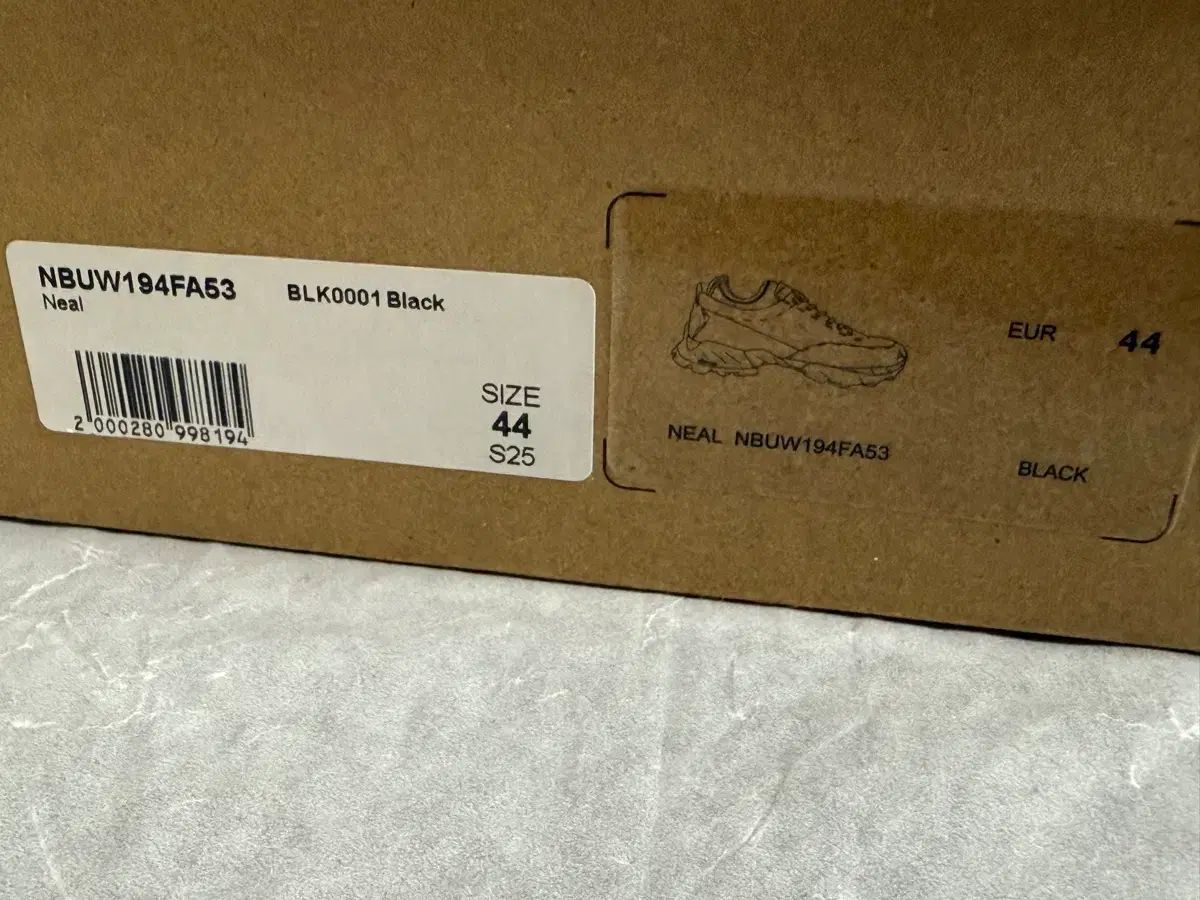 NBUW194FA53 BLK0001 Black
Neal
2 000280 998194
SIZE
44
S25
EUR 44
NEAL NBUW194FA53
BLACK